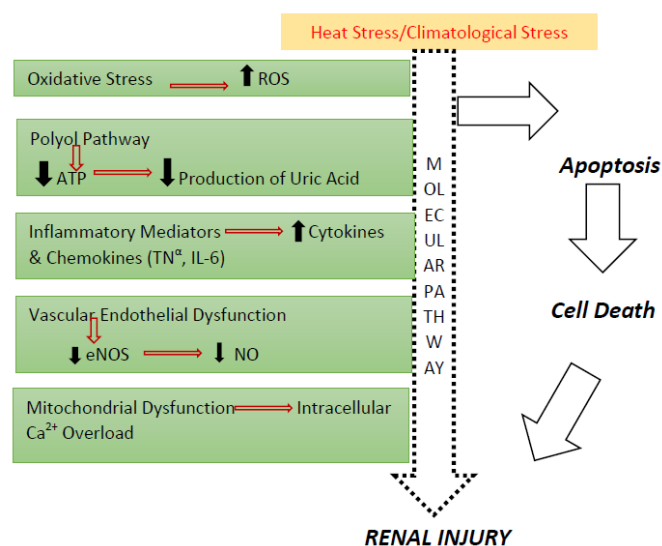 Heat Stress/Climatological Stress
Oxidative Stress ROS
Polyol Pathway
ATP Production of Uric Acid
Inflammatory Mediators Cytokines
& Chemokines (TNᵅ, IL-6)
Vascular Endothelial Dysfunction
eNOS NO
Mitochondrial Dysfunction Intracellular
Ca²⁺ Overload
M
OL
EC
UL
AR
PA
TH
W
AY
Apoptosis
Cell Death
RENAL INJURY